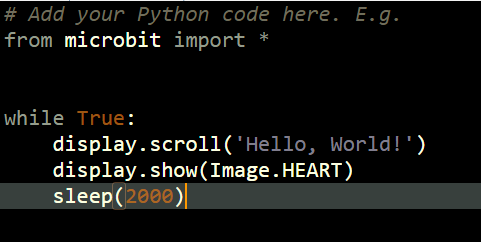 # Add your Python code here. E.g.
from microbit import *
while True:
    display.scroll('Hello, World!')
    display.show(Image.HEART)
    sleep(2000)